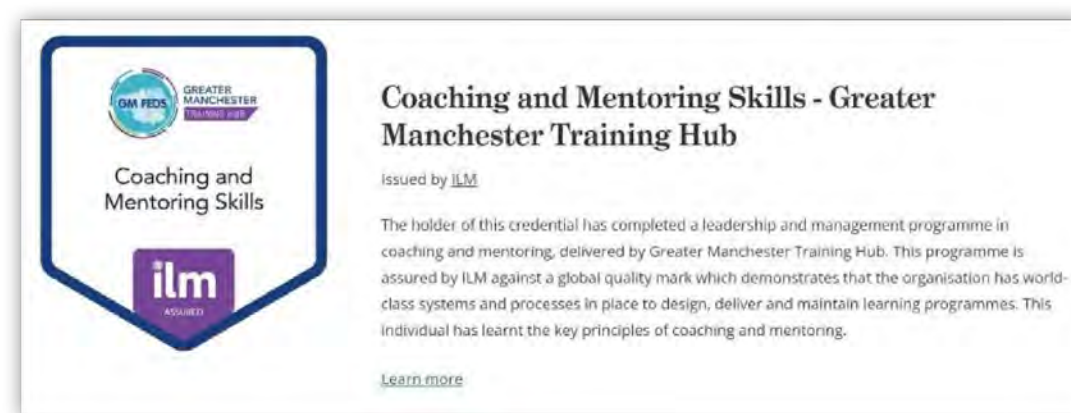 GM FEDS
GREATER
MANCHESTER
TRAINING HUB
Coaching and
Mentoring Skills
ilm
ASSURED
Coaching and Mentoring Skills - Greater
Manchester Training Hub
Issued by ILM
The holder of this credential has completed a leadership and management programme in
coaching and mentoring, delivered by Greater Manchester Training Hub. This programme is
assured by ILM against a global quality mark which demonstrates that the organisation has world-
class systems and processes in place to design, deliver and maintain learning programmes. This
individual has learnt the key principles of coaching and mentoring.
Learn more